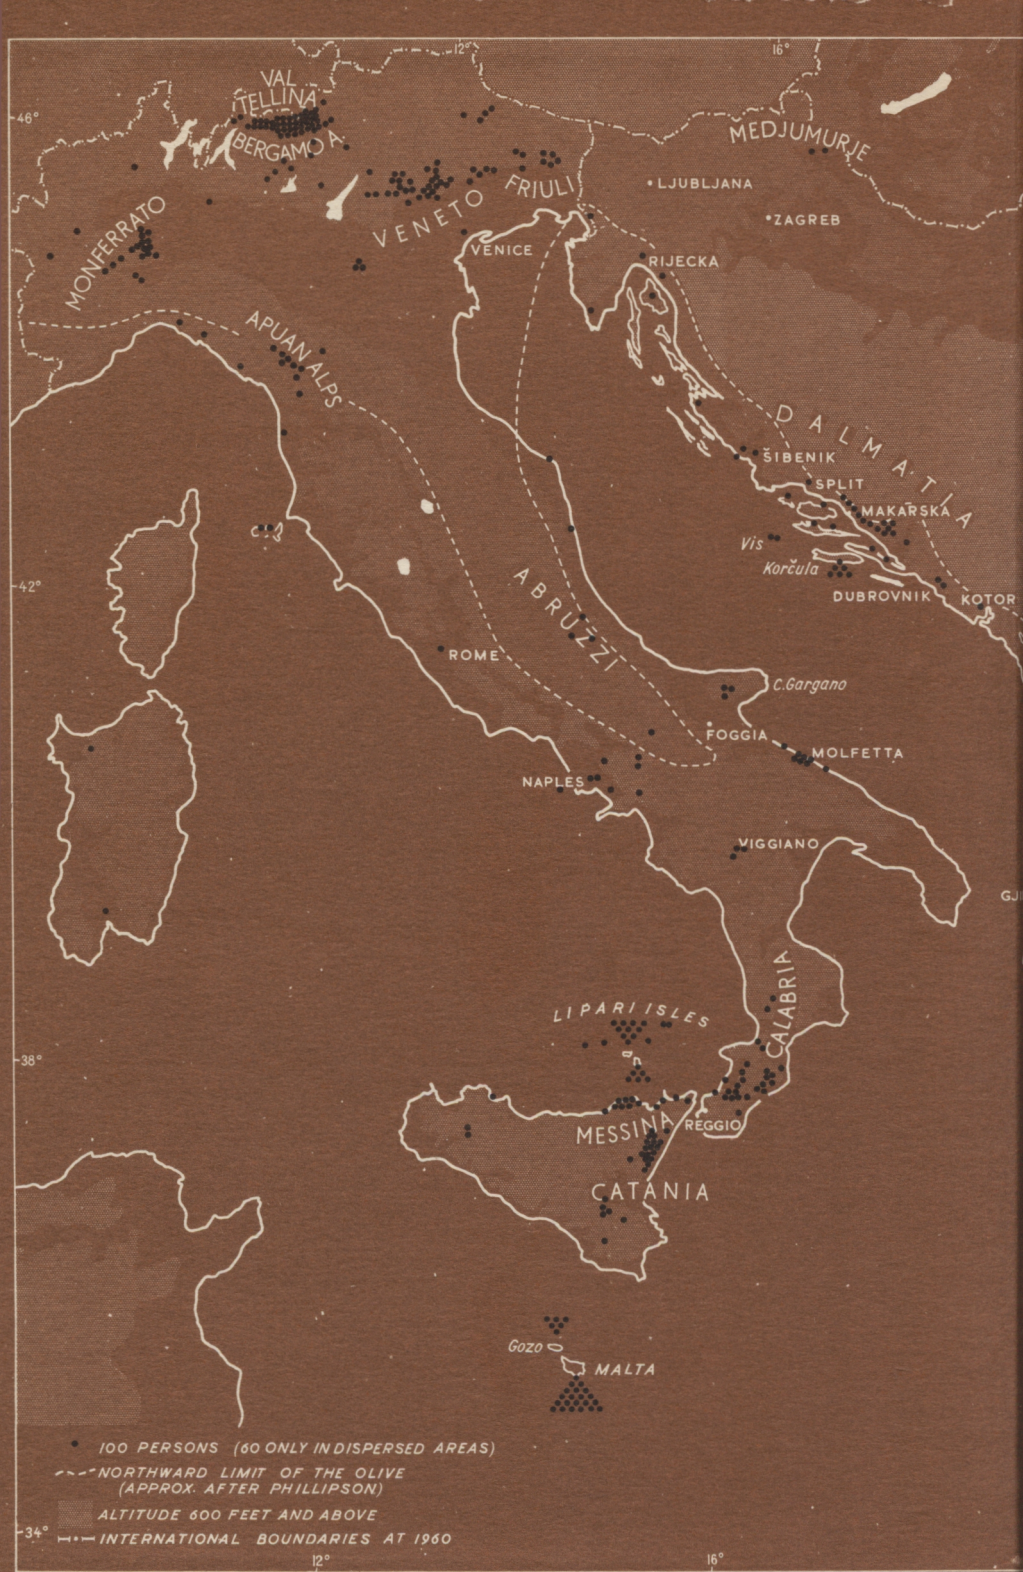 12°
16°
46°
VAL
TELLINA
BERGAMO A.
MEDJUMURJE
LJUBLJANA
FRIULI
VENETO
ZAGREB
MONFERRATO
VENICE
RIJECKA
APUAN ALPS
DALMATIA
ŠIBENIK
SPLIT
MAKARSKA
Vis
Korčula
42°
DUBROVNIK
KOTOR
ABRUZZI
ROME
C.Gargano
FOGGIA
MOLFETTA
NAPLES
VIGGIANO
GJI
CALABRIA
LIPARI ISLES
38°
MESSINA
REGGIO
CATANIA
Gozo
MALTA
100 PERSONS (60 ONLY IN DISPERSED AREAS)
NORTHWARD LIMIT OF THE OLIVE
(APPROX. AFTER PHILLIPSON)
ALTITUDE 600 FEET AND ABOVE
34°
INTERNATIONAL BOUNDARIES AT 1960
12°
16°